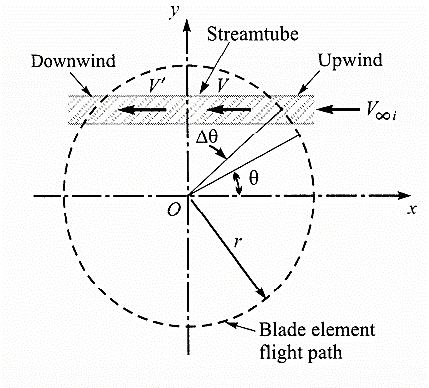 y
Streamtube
Downwind
Upwind
V'
V
V∞i
Δθ
θ
O
x
r
Blade element
flight path